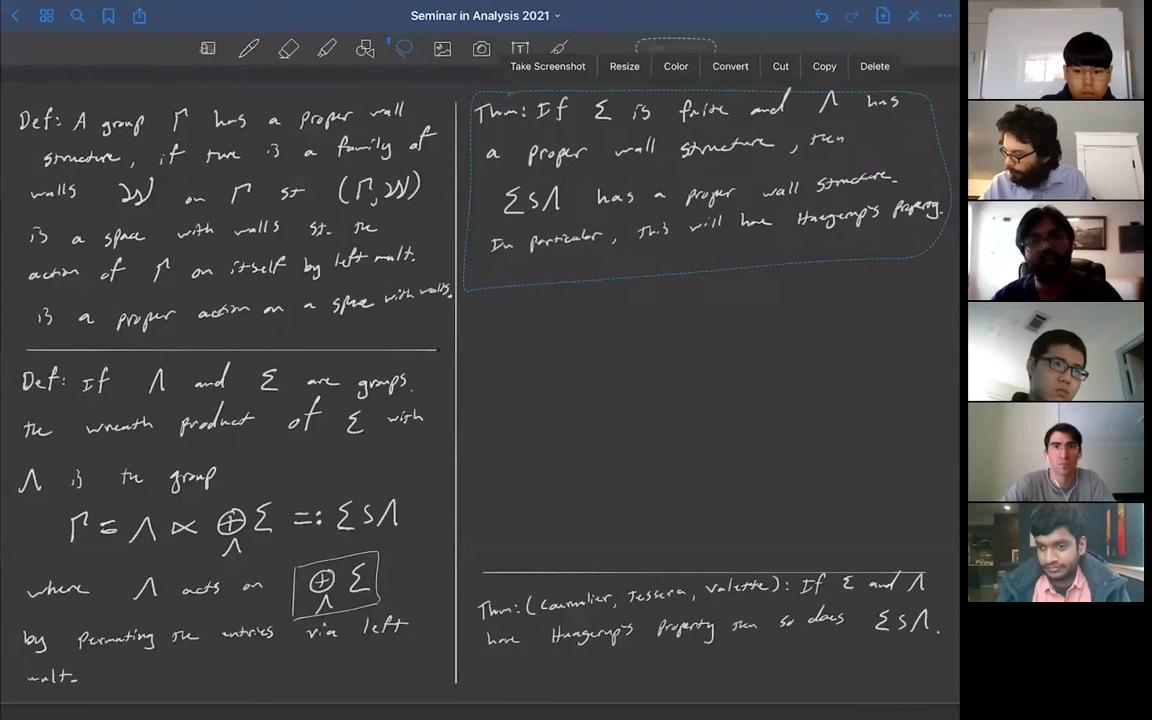 Seminar in Analysis 2021
Take Screenshot Resize Color Convert Cut Copy Delete
Def: A group Γ has a proper wall
structure, if there is a family of
walls 𝒲 on Γ st (Γ, 𝒲)
is a space with walls st. the
action of Γ on itself by left mult.
is a proper action on a space with walls.
Def: If Λ and Σ are groups.
the wreath product of Σ with
Λ is the group
Γ = Λ ⋉ ⊕ Σ =: Σ ≀ Λ
Λ
where Λ acts on ⊕ Σ
Λ
by permuting the entries via left
mult.
Thm: If Σ is finite and Λ has
a proper wall structure, then
Σ ≀ Λ has a proper wall structure.
In particular, this will have Haagerup's Property.
Thm: (Cournulier, Tessera, Valette): If Σ and Λ
have Haagerup's Property then so does Σ ≀ Λ.